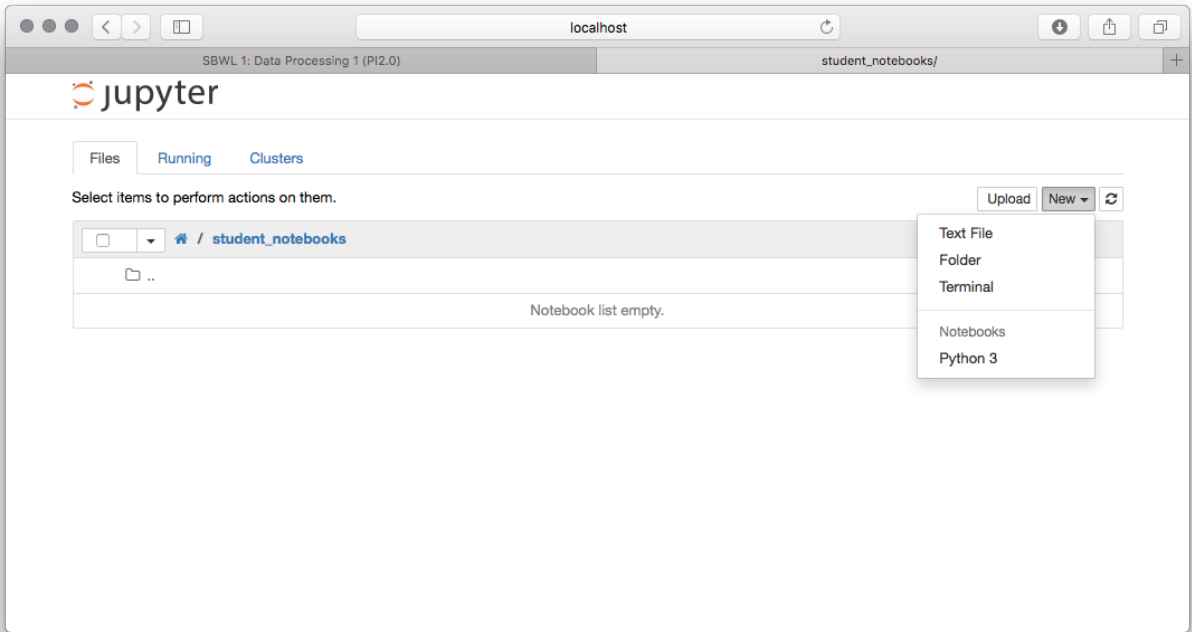 localhost
SBWL 1: Data Processing 1 (PI2.0)
student_notebooks/
jupyter
Files Running Clusters
Select items to perform actions on them.
Upload New
/ student_notebooks
..
Notebook list empty.
Text File
Folder
Terminal
Notebooks
Python 3